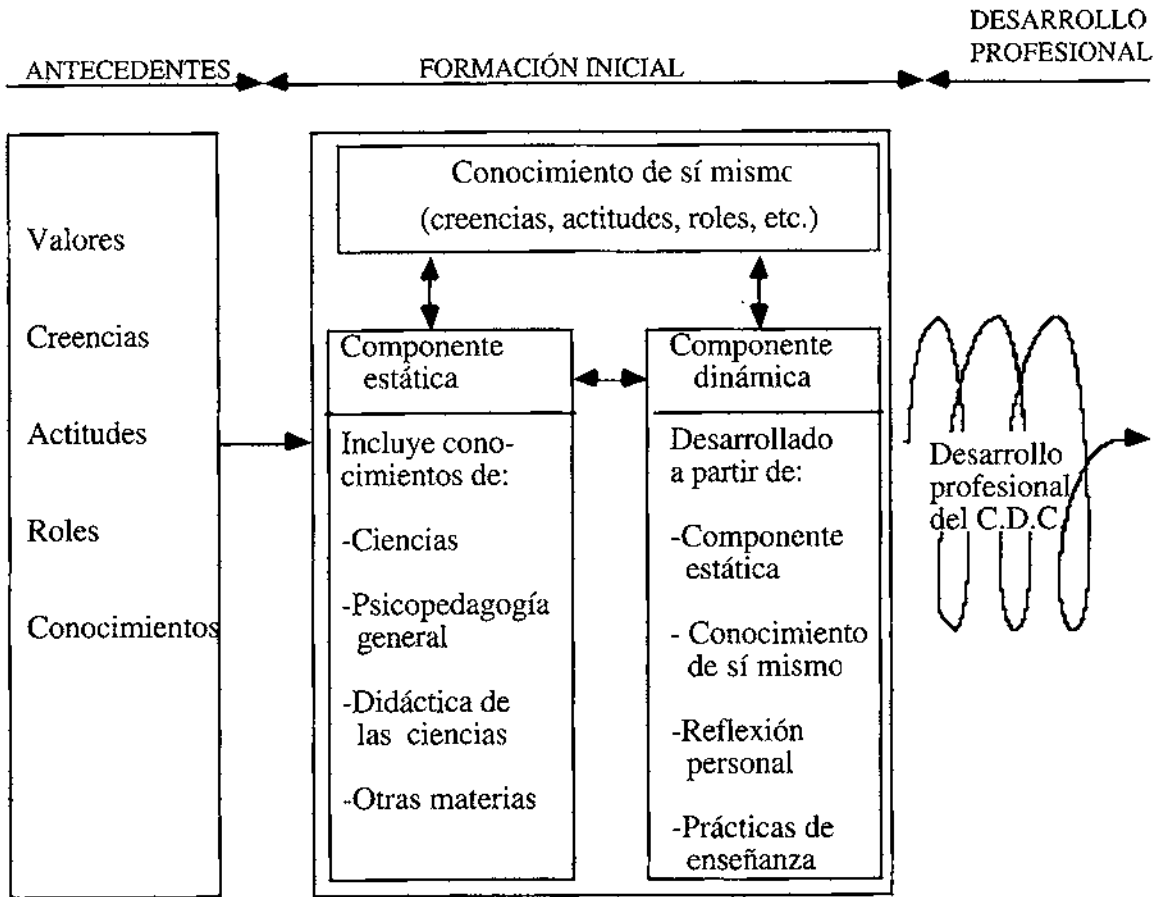 ANTECEDENTES
FORMACIÓN INICIAL
DESARROLLO
PROFESIONAL
Valores
Creencias
Actitudes
Roles
Conocimientos
Conocimiento de sí mismo
(creencias, actitudes, roles, etc.)
Componente
estática
Incluye cono-
cimientos de:
-Ciencias
-Psicopedagogía
general
-Didáctica de
las ciencias
-Otras materias
Componente
dinámica
Desarrollado
a partir de:
-Componente
estática
- Conocimiento
de sí mismo
-Reflexión
personal
-Prácticas de
enseñanza
Desarrollo
profesional
del C.D.C